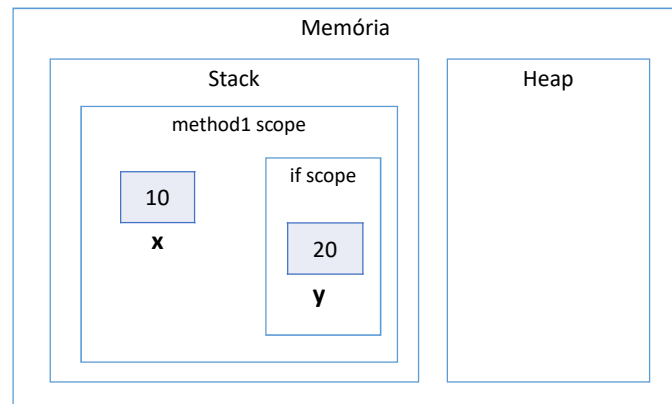 Memória
Stack
Heap
method1 scope
if scope
10
x
20
y